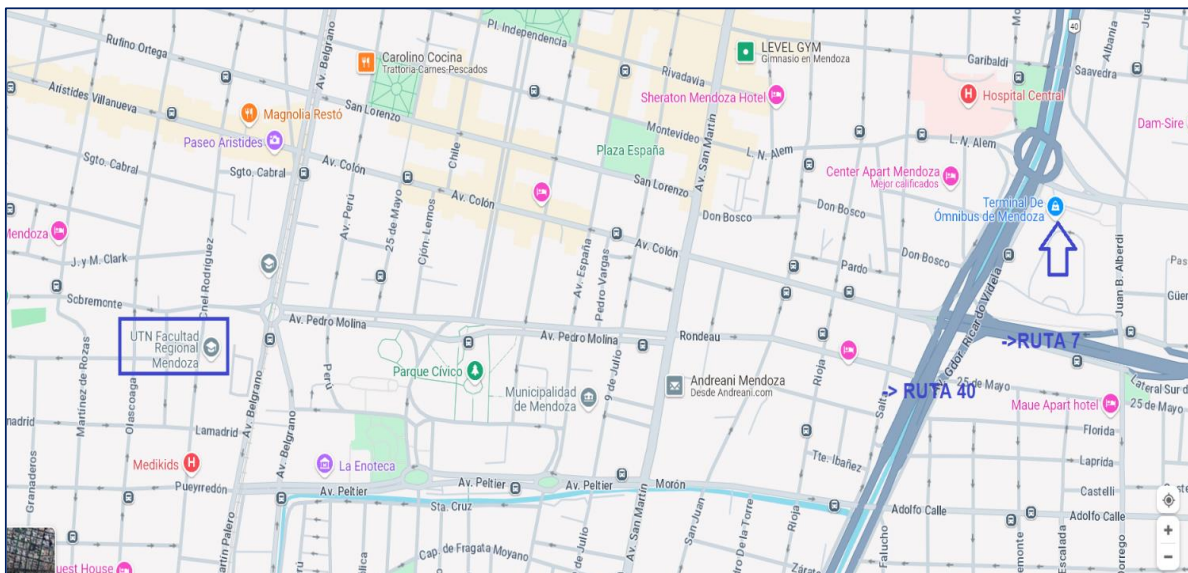 Rufino Ortega
Av. Belgrano
Carolino Cocina
Trattoria-Carnes-Pescados
Pl. Independencia
LEVEL GYM
Gimnasio en Mendoza
Rivadavia
Garibaldi
40
Albania
Saavedra
Arístides Villanueva
Magnolia Restó
San Lorenzo
Sheraton Mendoza Hotel
Hospital Central
Montevideo
Paseo Aristides
Chile
Plaza España
Av. San Martín
L. N. Alem
L. N. Alem
Dam-Sire
Sgto. Cabral
Sgto. Cabral
Av. Colón
San Lorenzo
Center Apart Mendoza
Mejor calificados
Av. Perú
25 de Mayo
Cjón. Lemos
Av. Colón
Don Bosco
Don Bosco
Terminal De
Ómnibus de Mendoza
Mendoza
J. y M. Clark
Cnel Rodríguez
Av. España
Pedro Vargas
Av. Colón
Pardo
Don Bosco
Gdor. Ricardo Videla
Juan B. Alberdi
Sobremonte
Av. Pedro Molina
Av. Pedro Molina
Rondeau
UTN Facultad
Regional
Mendoza
Martínez de Rozas
Olascoaga
Av. Belgrano
Perú
Parque Cívico
Municipalidad
de Mendoza
9 de Julio
Andreani Mendoza
Desde Andreani.com
Rioja
Salta
->RUTA 7
-> RUTA 40
25 de Mayo
Lateral Sur d
25 de Mayo
Maue Apart hotel
Florida
Lamadrid
Av. Belgrano
Medikids
La Enoteca
Tte. Ibañez
Laprida
Granaderos
Pueyrredón
Av. Peltier
Av. Peltier
Av. Peltier
Morón
Castelli
Sta. Cruz
Adolfo Calle
Adolfo Calle
Cap. de Fragata Moyano
Av. San Martín
San Juan
Rioja
Falucho
Escalada
uest House